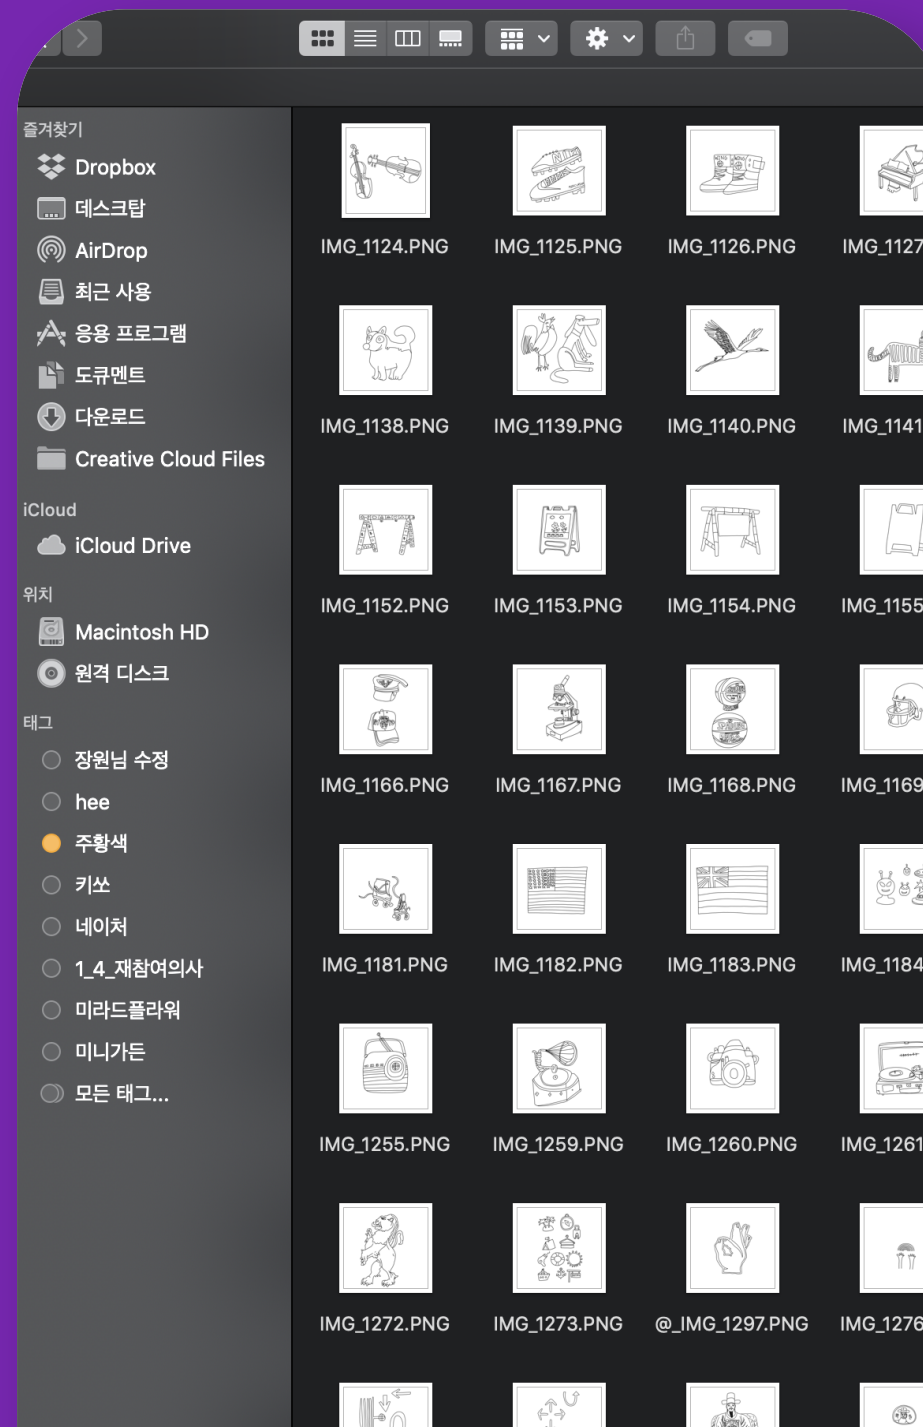 즐겨찾기
Dropbox
데스크탑
AirDrop
최근 사용
응용 프로그램
도큐멘트
다운로드
Creative Cloud Files
iCloud
iCloud Drive
위치
Macintosh HD
원격 디스크
태그
장원님 수정
hee
주황색
키쏘
네이처
1_4_재참여의사
미라드플라워
미니가든
모든 태그...
IMG_1124.PNG IMG_1125.PNG IMG_1126.PNG IMG_1127
IMG_1138.PNG IMG_1139.PNG IMG_1140.PNG IMG_1141
IMG_1152.PNG IMG_1153.PNG IMG_1154.PNG IMG_1155
IMG_1166.PNG IMG_1167.PNG IMG_1168.PNG IMG_1169
IMG_1181.PNG IMG_1182.PNG IMG_1183.PNG IMG_1184
IMG_1255.PNG IMG_1259.PNG IMG_1260.PNG IMG_1261
IMG_1272.PNG IMG_1273.PNG @_IMG_1297.PNG IMG_1276